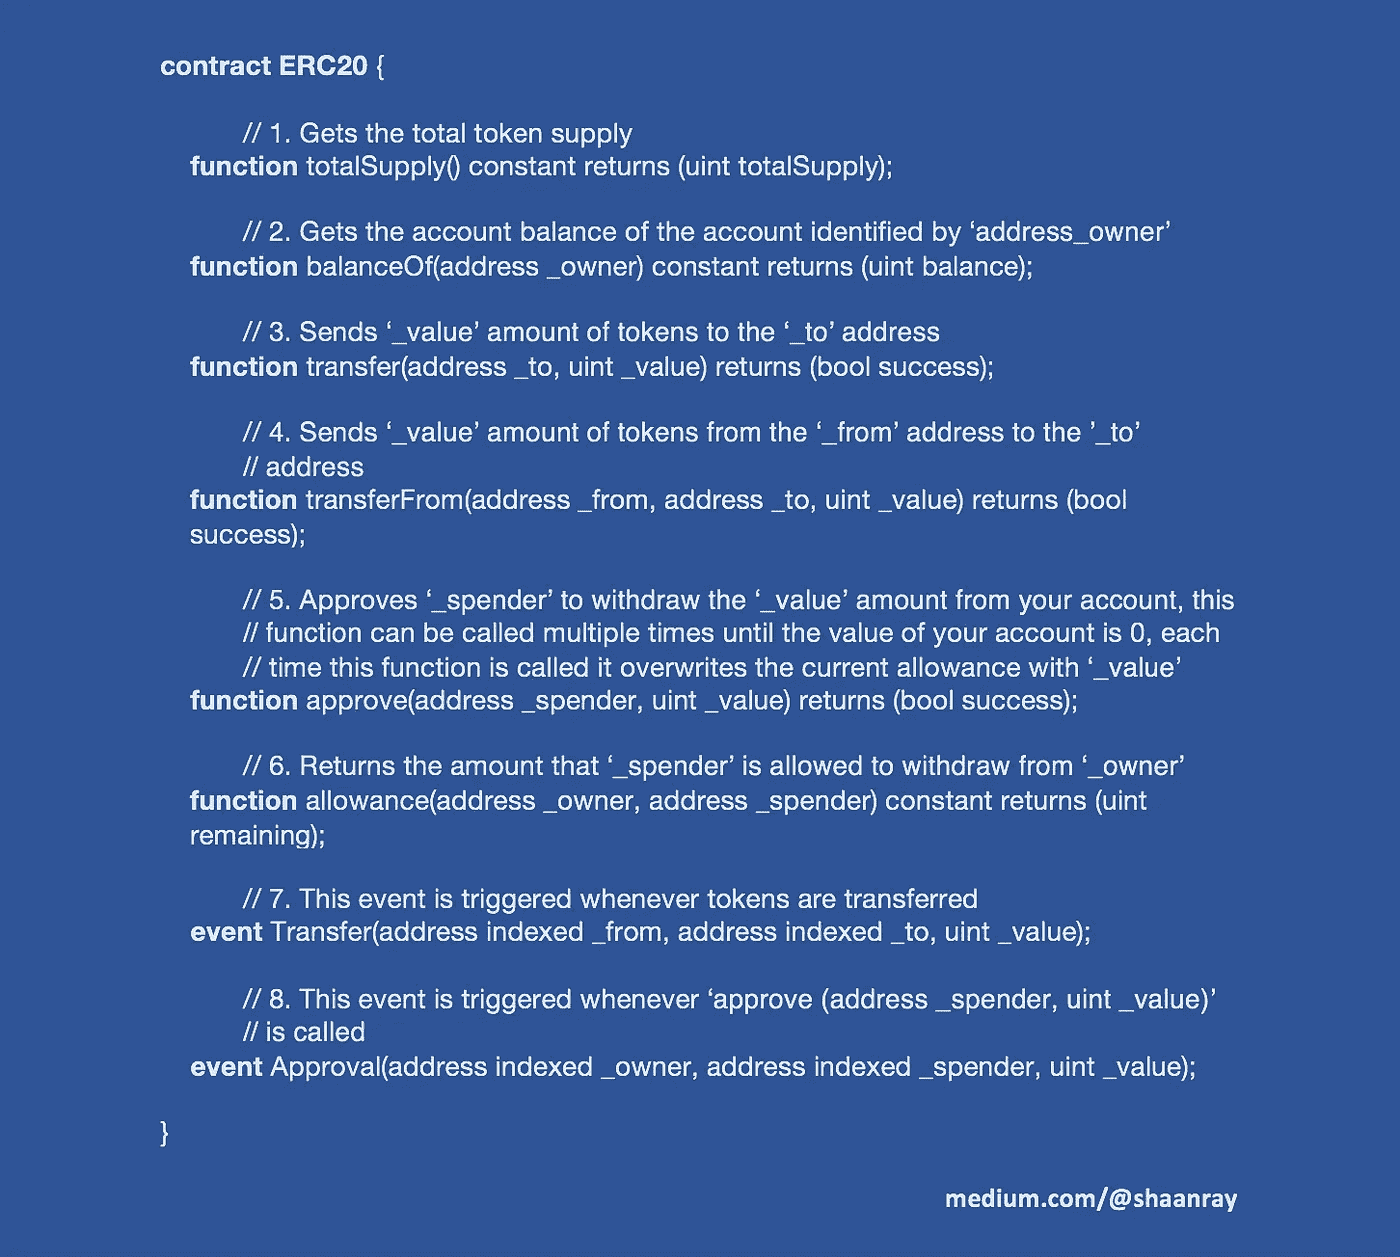 contract ERC20 {
// 1. Gets the total token supply
function totalSupply() constant returns (uint totalSupply);
// 2. Gets the account balance of the account identified by ‘address_owner’
function balanceOf(address _owner) constant returns (uint balance);
// 3. Sends ‘_value’ amount of tokens to the ‘_to’ address
function transfer(address _to, uint _value) returns (bool success);
// 4. Sends ‘_value’ amount of tokens from the ‘_from’ address to the ’_to’
// address
function transferFrom(address _from, address _to, uint _value) returns (bool
success);
// 5. Approves ‘_spender’ to withdraw the ‘_value’ amount from your account, this
// function can be called multiple times until the value of your account is 0, each
// time this function is called it overwrites the current allowance with ‘_value’
function approve(address _spender, uint _value) returns (bool success);
// 6. Returns the amount that ‘_spender’ is allowed to withdraw from ‘_owner’
function allowance(address _owner, address _spender) constant returns (uint
remaining);
// 7. This event is triggered whenever tokens are transferred
event Transfer(address indexed _from, address indexed _to, uint _value);
// 8. This event is triggered whenever ‘approve (address _spender, uint _value)’
// is called
event Approval(address indexed _owner, address indexed _spender, uint _value);
}
medium.com/@shaanray